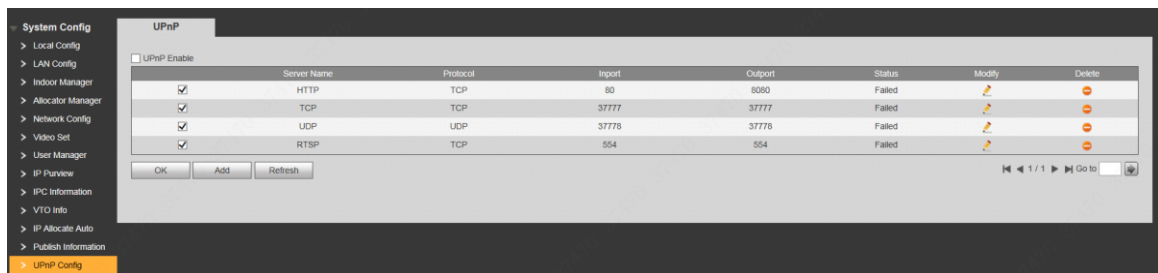 System Config
Local Config
LAN Config
Indoor Manager
Allocator Manager
Network Config
Video Set
User Manager
IP Purview
IPC Information
VTO Info
IP Allocate Auto
Publish Information
UPnP Config
UPnP
UPnP Enable
Server Name Protocol Inport Outport Status Modify Delete
HTTP TCP 80 8080 Failed
TCP TCP 37777 37777 Failed
UDP UDP 37778 37778 Failed
RTSP TCP 554 554 Failed
OK Add Refresh 1 / 1 Go to